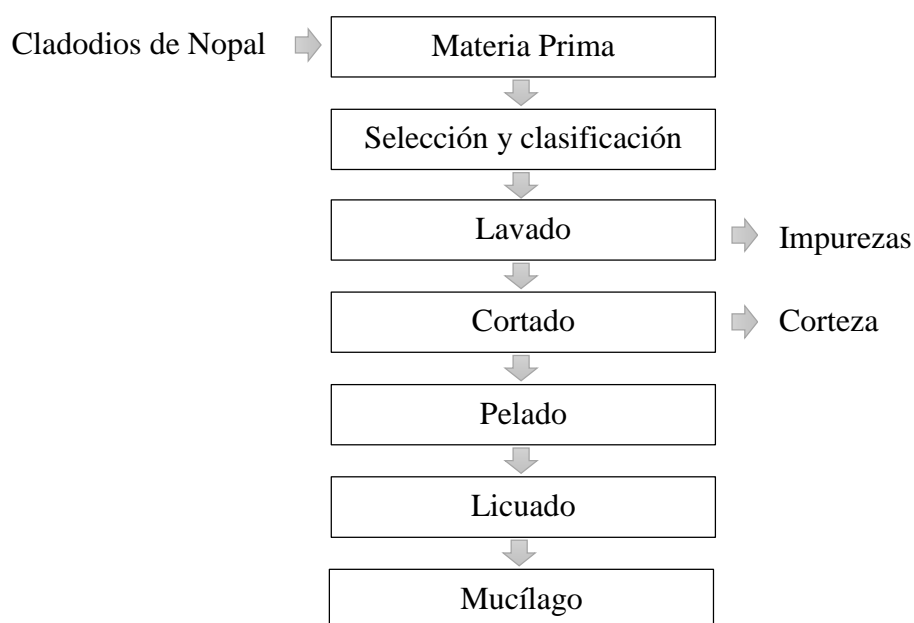 Cladodios de Nopal
Materia Prima
Selección y clasificación
Lavado
Impurezas
Cortado
Corteza
Pelado
Licuado
Mucílago